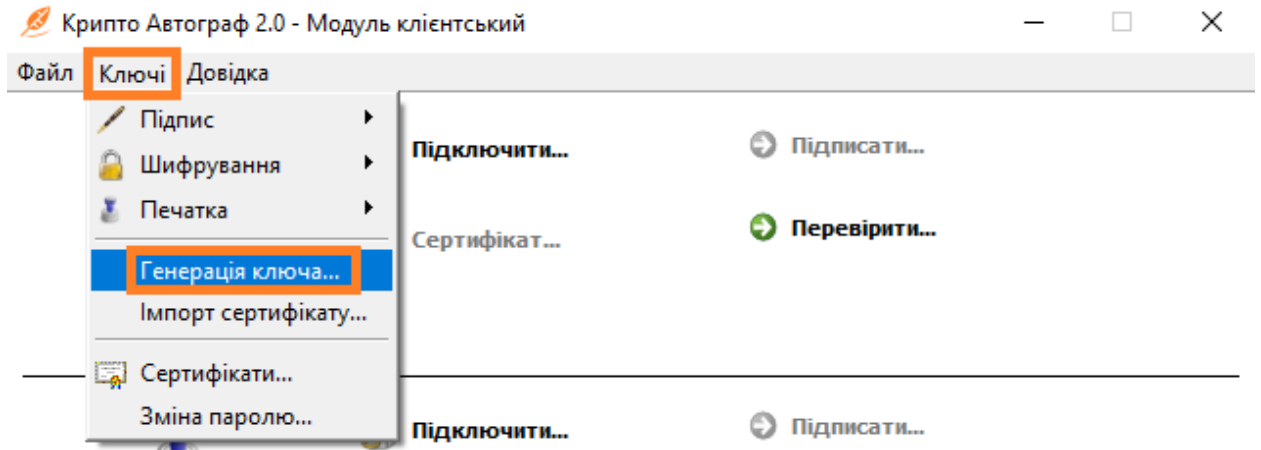 Крипто Автограф 2.0 - Модуль клієнтський
Файл Ключі Довідка
Підпис
Підключити...
Підписати...
Шифрування
Печатка
Сертифікат...
Перевірити...
Генерація ключа...
Імпорт сертифікату...
Сертифікати...
Зміна паролю...
Підключити...
Підписати...